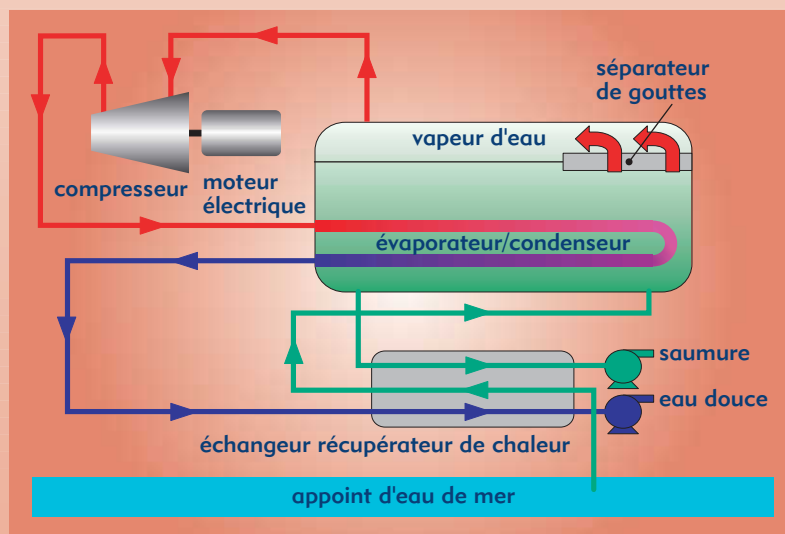 séparateur
de gouttes
vapeur d'eau
compresseur
moteur
électrique
évaporateur/condenseur
saumure
eau douce
échangeur récupérateur de chaleur
appoint d'eau de mer